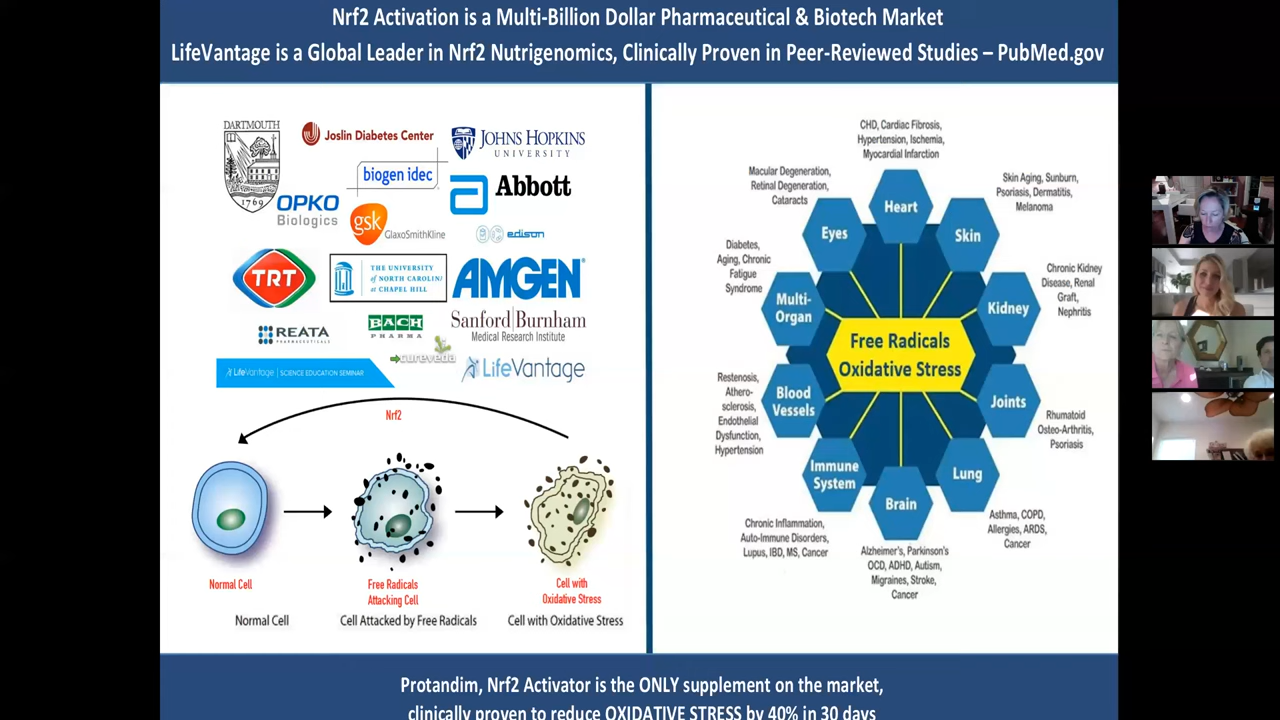 Nrf2 Activation is a Multi-Billion Dollar Pharmaceutical & Biotech Market
LifeVantage is a Global Leader in Nrf2 Nutrigenomics, Clinically Proven in Peer-Reviewed Studies – PubMed.gov
DARTMOUTH
1769
Joslin Diabetes Center
JOHNS HOPKINS
UNIVERSITY
biogen idec
Abbott
OPKO
Biologics
gsk
GlaxoSmithKline
edison
TRT
THE UNIVERSITY
OF NORTH CAROLINA
at CHAPEL HILL
AMGEN
REATA
PHARMACEUTICALS
BACH
PHARMA
Sanford|Burnham
Medical Research Institute
cureveda
LifeVantage | SCIENCE EDUCATION SEMINAR
LifeVantage
Nrf2
Normal Cell
Free Radicals
Attacking Cell
Cell with
Oxidative Stress
Normal Cell
Cell Attacked by Free Radicals
Cell with Oxidative Stress
CHD, Cardiac Fibrosis,
Hypertension, Ischemia,
Myocardial Infarction
Heart
Skin Aging, Sunburn,
Psoriasis, Dermatitis,
Melanoma
Skin
Chronic Kidney
Disease, Renal
Graft,
Nephritis
Kidney
Joints
Rhumatoid
Osteo-Arthritis,
Psoriasis
Lung
Asthma, COPD,
Allergies, ARDS,
Cancer
Brain
Alzheimer's, Parkinson's
OCD, ADHD, Autism,
Migraines, Stroke,
Cancer
Immune
System
Chronic Inflammation,
Auto-Immune Disorders,
Lupus, IBD, MS, Cancer
Blood
Vessels
Restenosis,
Athero-
sclerosis,
Endothelial
Dysfunction,
Hypertension
Multi-
Organ
Diabetes,
Aging, Chronic
Fatigue
Syndrome
Eyes
Macular Degeneration,
Retinal Degeneration,
Cataracts
Free Radicals
Oxidative Stress
Protandim, Nrf2 Activator is the ONLY supplement on the market,
clinically proven to reduce OXIDATIVE STRESS by 40% in 30 days